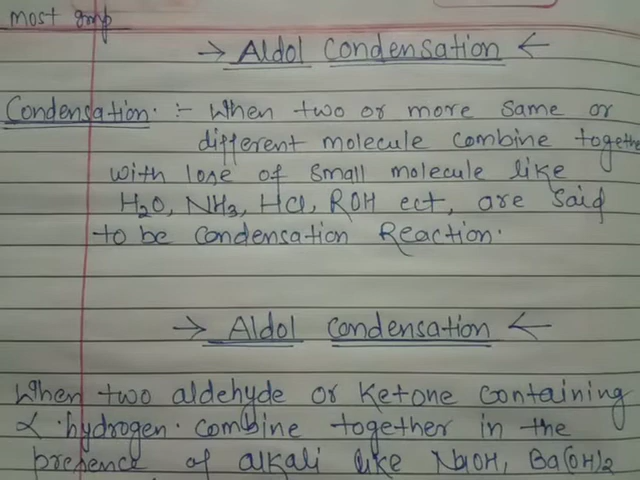 most imp
→ Aldol Condensation ←
Condensation :- When two or more same or
different molecule combine together
with lose of small molecule like
H₂O, NH₃, HCl, ROH ect, are said
to be Condensation Reaction.
→ Aldol Condensation ←
When two aldehyde or Ketone containing
α.hydrogen. combine together in the
presence of alkali like NaOH, Ba(OH)₂